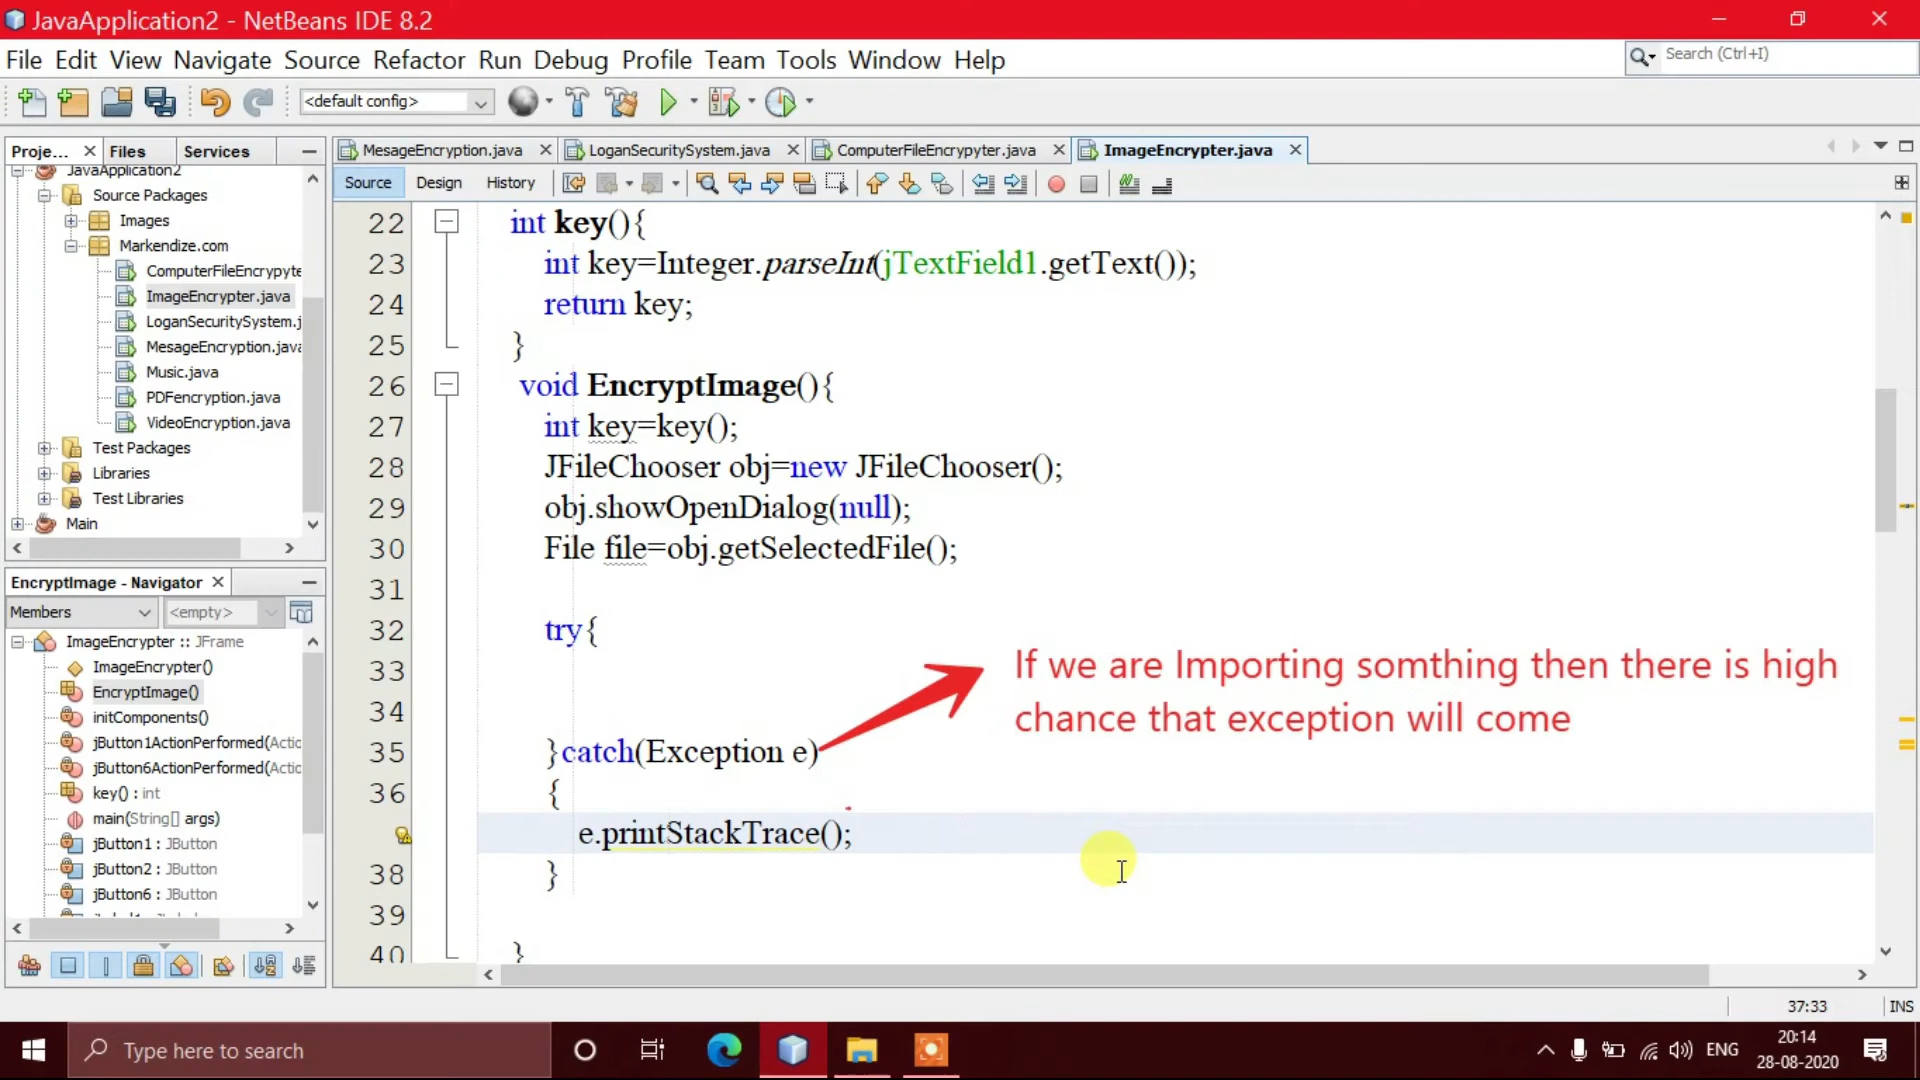 JavaApplication2 - NetBeans IDE 8.2
File Edit View Navigate Source Refactor Run Debug Profile Team Tools Window Help
Search (Ctrl+I)
<default config>
Proje... Files Services
JavaApplication2
Source Packages
Images
Markendize.com
ComputerFileEncrypyte
ImageEncrypter.java
LoganSecuritySystem.j
MesageEncryption.java
Music.java
PDFencryption.java
VideoEncryption.java
Test Packages
Libraries
Test Libraries
Main
EncryptImage - Navigator
Members <empty>
ImageEncrypter :: JFrame
ImageEncrypter()
EncryptImage()
initComponents()
jButton1ActionPerformed(Actic
jButton6ActionPerformed(Actic
key() : int
main(String[] args)
jButton1 : JButton
jButton2 : JButton
jButton6 : JButton
MesageEncryption.java LoganSecuritySystem.java ComputerFileEncrypyter.java ImageEncrypter.java
Source Design History
22 int key(){
23 int key=Integer.parseInt(jTextField1.getText());
24 return key;
25 }
26 void EncryptImage(){
27 int key=key();
28 JFileChooser obj=new JFileChooser();
29 obj.showOpenDialog(null);
30 File file=obj.getSelectedFile();
31
32 try{
33
34
35 }catch(Exception e)
36 {
e.printStackTrace();
38 }
39
40 }
If we are Importing somthing then there is high
chance that exception will come
37:33 INS
Type here to search
ENG
20:14
28-08-2020